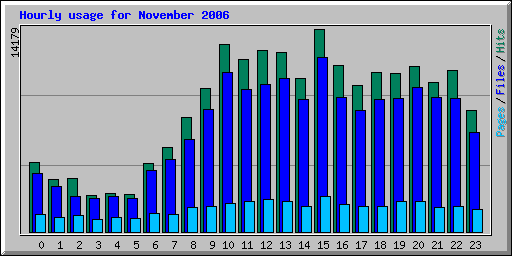 Hourly usage for November 2006
14179
Pages / Files / Hits
0 1 2 3 4 5 6 7 8 9 10 11 12 13 14 15 16 17 18 19 20 21 22 23